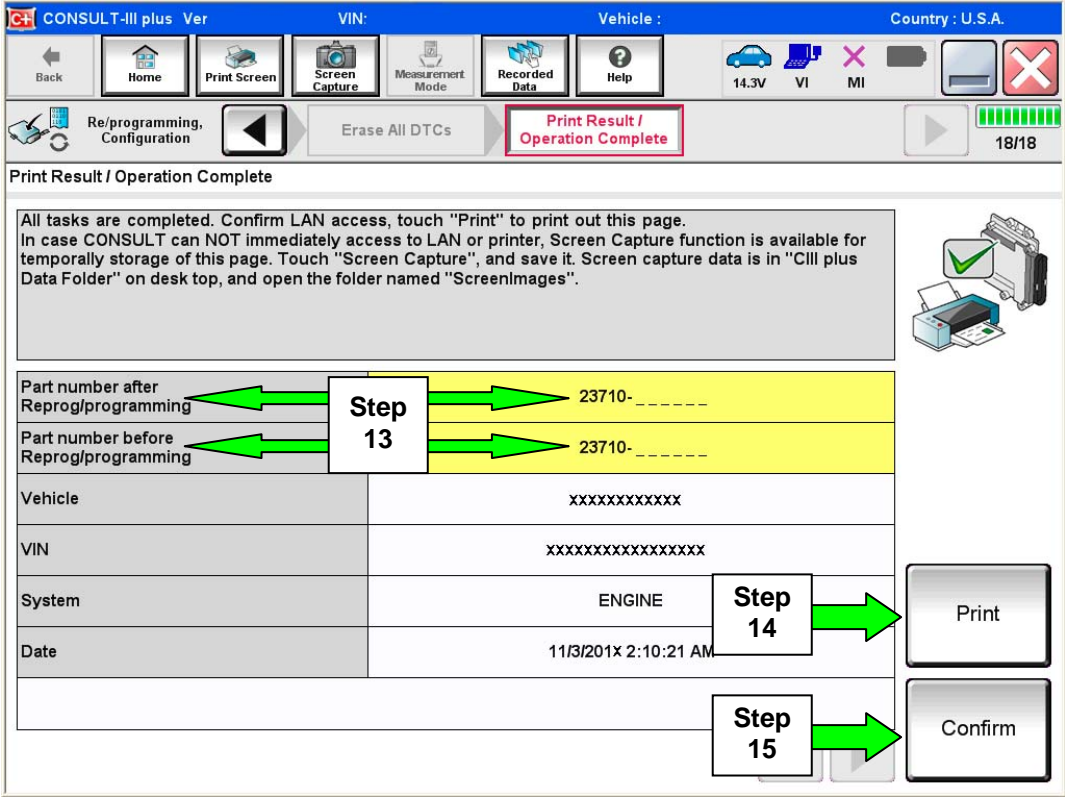 C+ CONSULT-III plus Ver VIN: Vehicle : Country : U.S.A.
Back
Home
Print Screen
Screen
Capture
Measurement
Mode
Recorded
Data
Help
14.3V VI MI
Re/programming,
Configuration
Erase All DTCs
Print Result /
Operation Complete
18/18
Print Result / Operation Complete
All tasks are completed. Confirm LAN access, touch "Print" to print out this page.
In case CONSULT can NOT immediately access to LAN or printer, Screen Capture function is available for
temporally storage of this page. Touch "Screen Capture", and save it. Screen capture data is in "CIII plus
Data Folder" on desk top, and open the folder named "ScreenImages".
Part number after
Reprog/programming
23710-_ _ _ _ _ _
Step
13
Part number before
Reprog/programming
23710-_ _ _ _ _ _
Vehicle xxxxxxxxxxxx
VIN xxxxxxxxxxxxxxxxx
System ENGINE
Step
14
Print
Date 11/3/201x 2:10:21 AM
Step
15
Confirm